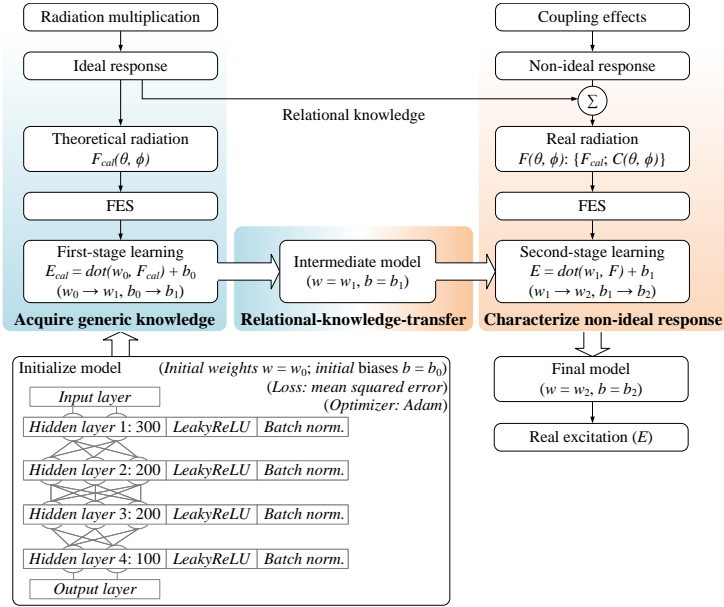 Radiation multiplication
Ideal response
Theoretical radiation
F_cal(θ, ϕ)
FES
First-stage learning
E_cal = dot(w_0, F_cal) + b_0
(w_0 → w_1, b_0 → b_1)
Acquire generic knowledge
Relational knowledge
Intermediate model
(w = w_1, b = b_1)
Relational-knowledge-transfer
Coupling effects
Non-ideal response
Σ
Real radiation
F(θ, ϕ): {F_cal; C(θ, ϕ)}
FES
Second-stage learning
E = dot(w_1, F) + b_1
(w_1 → w_2, b_1 → b_2)
Characterize non-ideal response
Final model
(w = w_2, b = b_2)
Real excitation (E)
Initialize model
(Initial weights w = w_0; initial biases b = b_0)
(Loss: mean squared error)
(Optimizer: Adam)
Input layer
Hidden layer 1: 300 LeakyReLU Batch norm.
Hidden layer 2: 200 LeakyReLU Batch norm.
Hidden layer 3: 200 LeakyReLU Batch norm.
Hidden layer 4: 100 LeakyReLU Batch norm.
Output layer